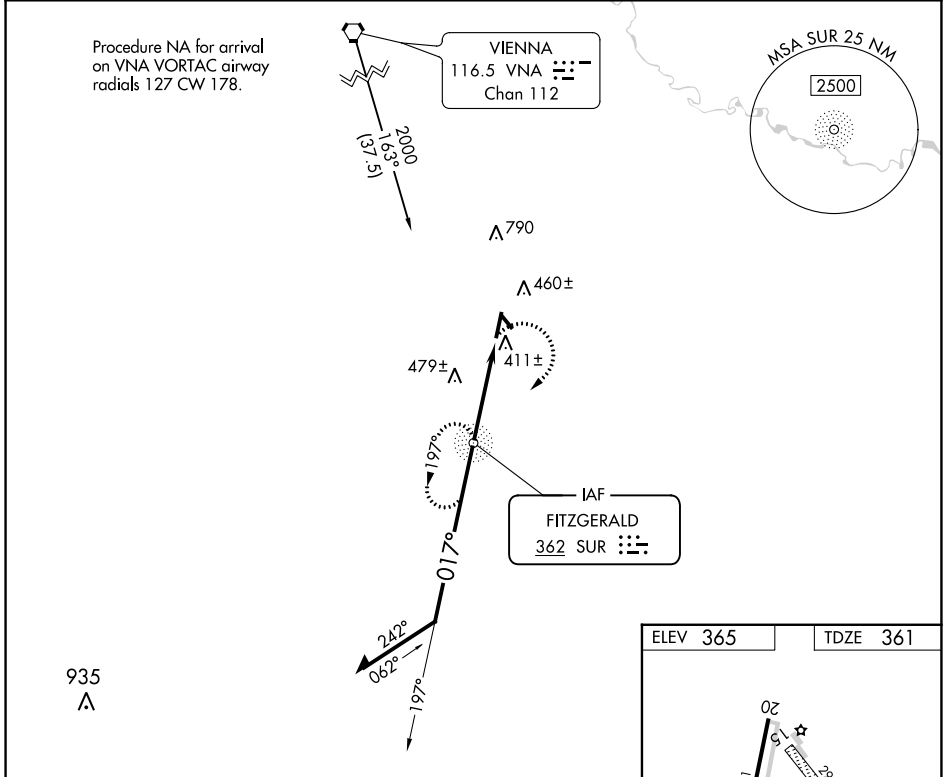 Procedure NA for arrival
on VNA VORTAC airway
radials 127 CW 178.
VIENNA
116.5 VNA
Chan 112
MSA SUR 25 NM
2500
2000
163°
(37.5)
790
460±
411±
479±
197°
IAF
FITZGERALD
362 SUR
017°
242°
062°
197°
935
ELEV 365
TDZE 361
20
15